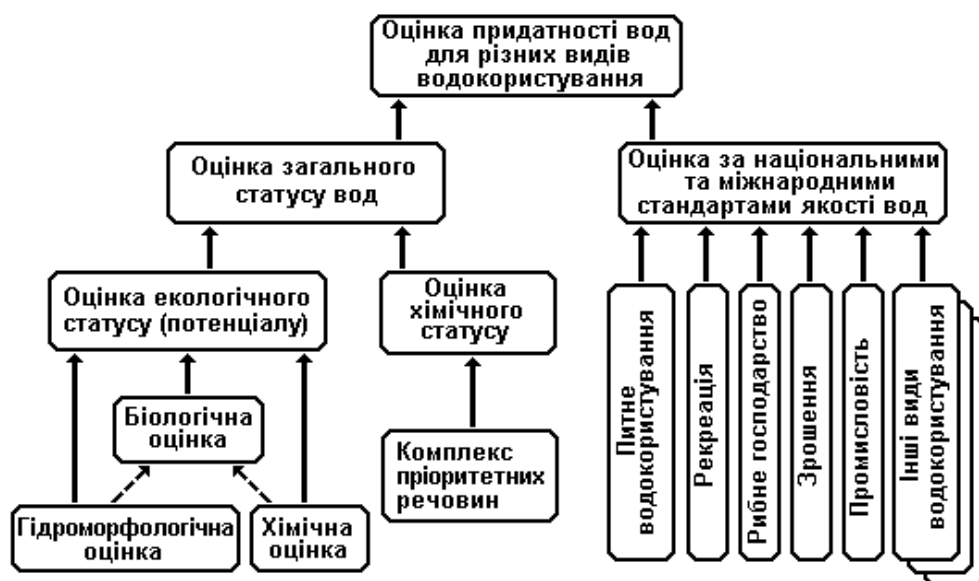 Оцінка придатності вод
для різних видів
водокористування
Оцінка загального
статусу вод
Оцінка за національними
та міжнародними
стандартами якості вод
Оцінка екологічного
статусу (потенціалу)
Оцінка
хімічного
статусу
Біологічна
оцінка
Комплекс
пріоритетних
речовин
Гідроморфологічна
оцінка
Хімічна
оцінка
Питне
водокористування
Рекреація
Рибне господарство
Зрошення
Промисловість
Інші види
водокористування